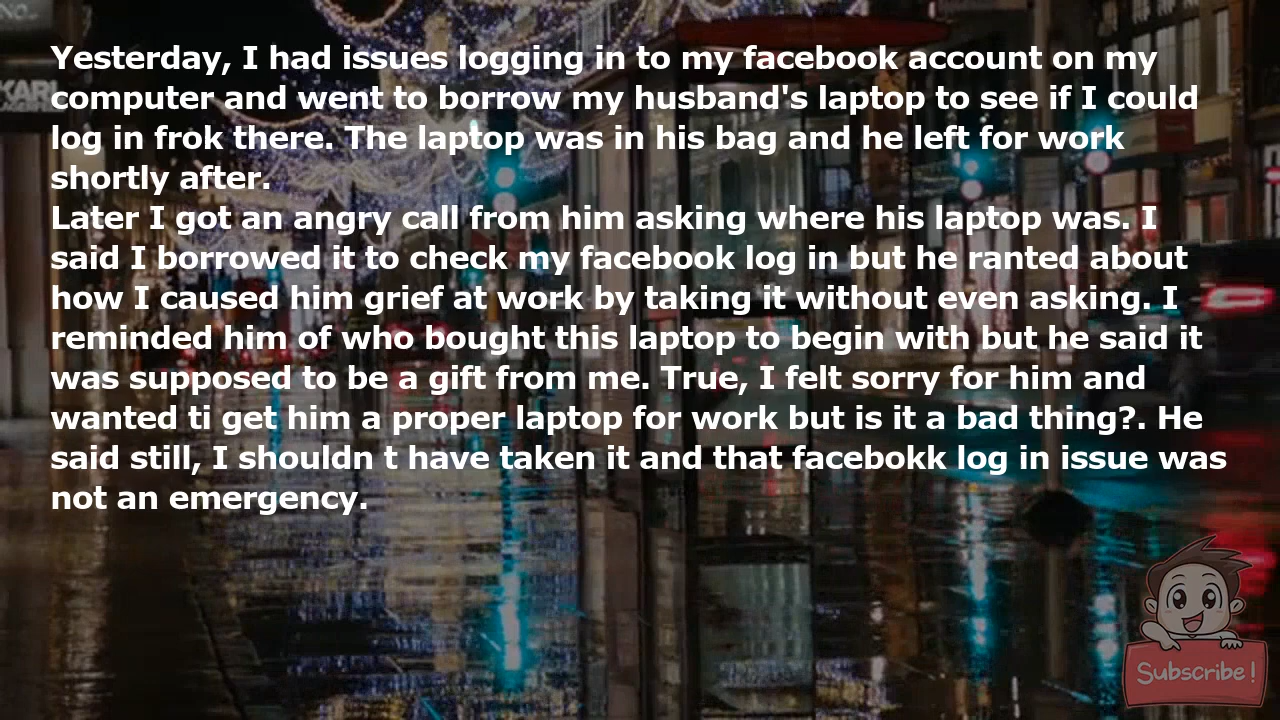 NO..
KARL
Yesterday, I had issues logging in to my facebook account on my
computer and went to borrow my husband's laptop to see if I could
log in frok there. The laptop was in his bag and he left for work
shortly after.
Later I got an angry call from him asking where his laptop was. I
said I borrowed it to check my facebook log in but he ranted about
how I caused him grief at work by taking it without even asking. I
reminded him of who bought this laptop to begin with but he said it
was supposed to be a gift from me. True, I felt sorry for him and
wanted ti get him a proper laptop for work but is it a bad thing?. He
said still, I shouldn t have taken it and that facebokk log in issue was
not an emergency.
Subscribe!